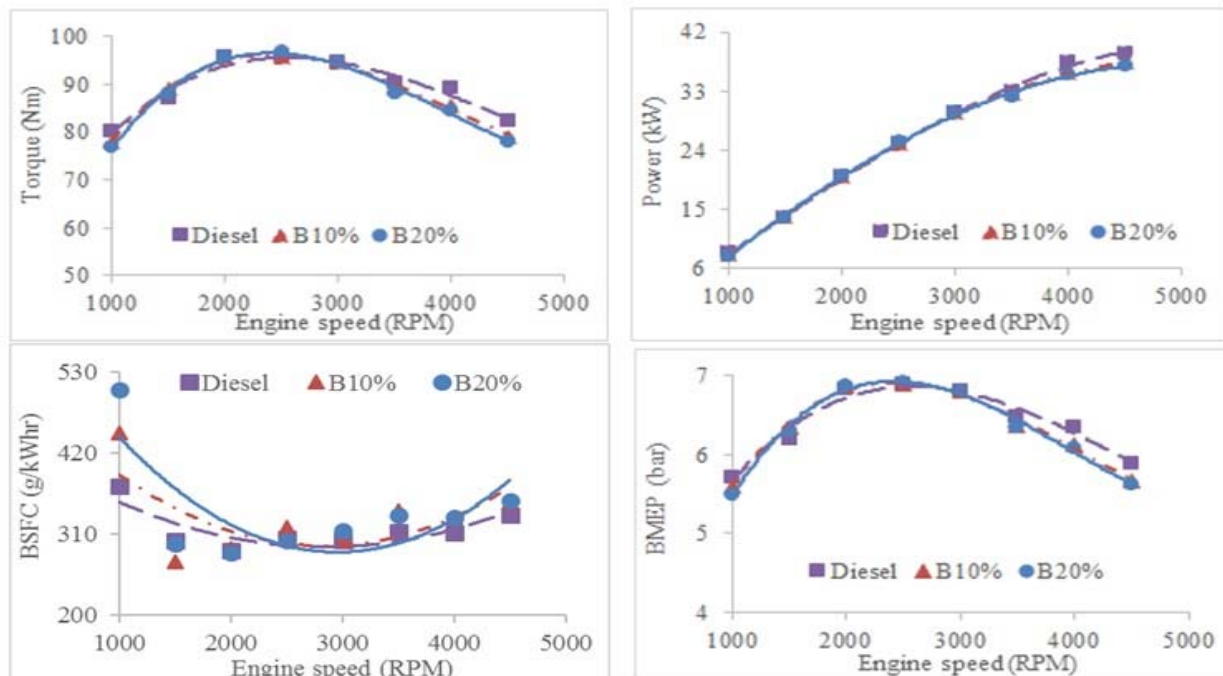 100
90
80
70
60
50
Torque (Nm)
Diesel B10% B20%
1000 2000 3000 4000 5000
Engine speed (RPM)
42
33
24
15
6
Power (kW)
Diesel B10% B20%
1000 2000 3000 4000 5000
Engine speed (RPM)
530
420
310
200
BSFC (g/kWhr)
Diesel B10% B20%
1000 2000 3000 4000 5000
Engine speed (RPM)
7
6
5
4
BMEP (bar)
Diesel B10% B20%
1000 2000 3000 4000 5000
Engine speed (RPM)